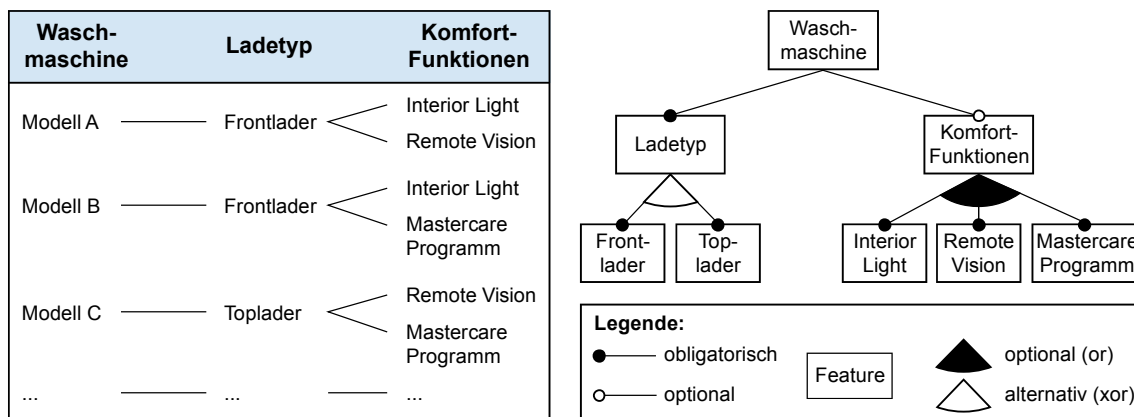 Wasch-
maschine
Ladetyp
Komfort-
Funktionen
Modell A
Frontlader
Interior Light
Remote Vision
Modell B
Frontlader
Interior Light
Mastercare
Programm
Modell C
Toplader
Remote Vision
Mastercare
Programm
...
...
...
Wasch-
maschine
Ladetyp
Komfort-
Funktionen
Front-
lader
Top-
lader
Interior
Light
Remote
Vision
Mastercare
Programm
Legende:
obligatorisch
optional
Feature
optional (or)
alternativ (xor)